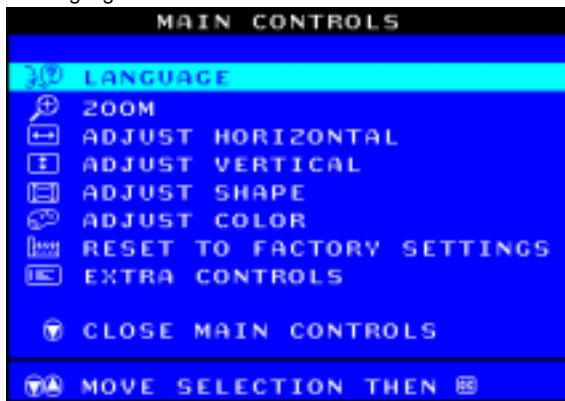 MAIN CONTROLS
LANGUAGE
ZOOM
ADJUST HORIZONTAL
ADJUST VERTICAL
ADJUST SHAPE
ADJUST COLOR
RESET TO FACTORY SETTINGS
EXTRA CONTROLS
CLOSE MAIN CONTROLS
MOVE SELECTION THEN OK